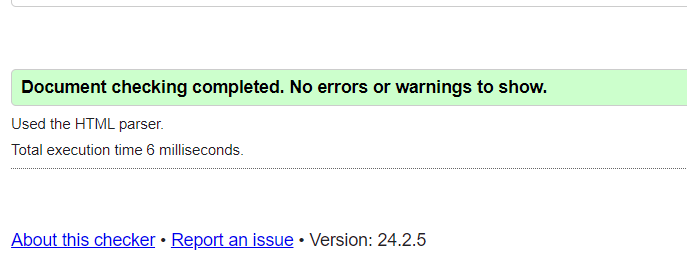 Document checking completed. No errors or warnings to show.
Used the HTML parser.
Total execution time 6 milliseconds.
About this checker • Report an issue • Version: 24.2.5